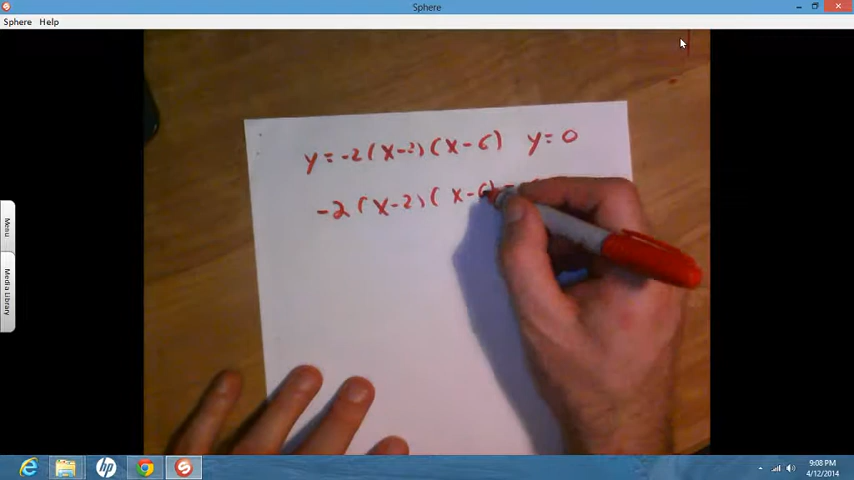 Sphere
Sphere Help
y=-2(x-2)(x-6) y=0
-2(x-2)(x-6)=
Menu
Media Library
9:08 PM
4/12/2014